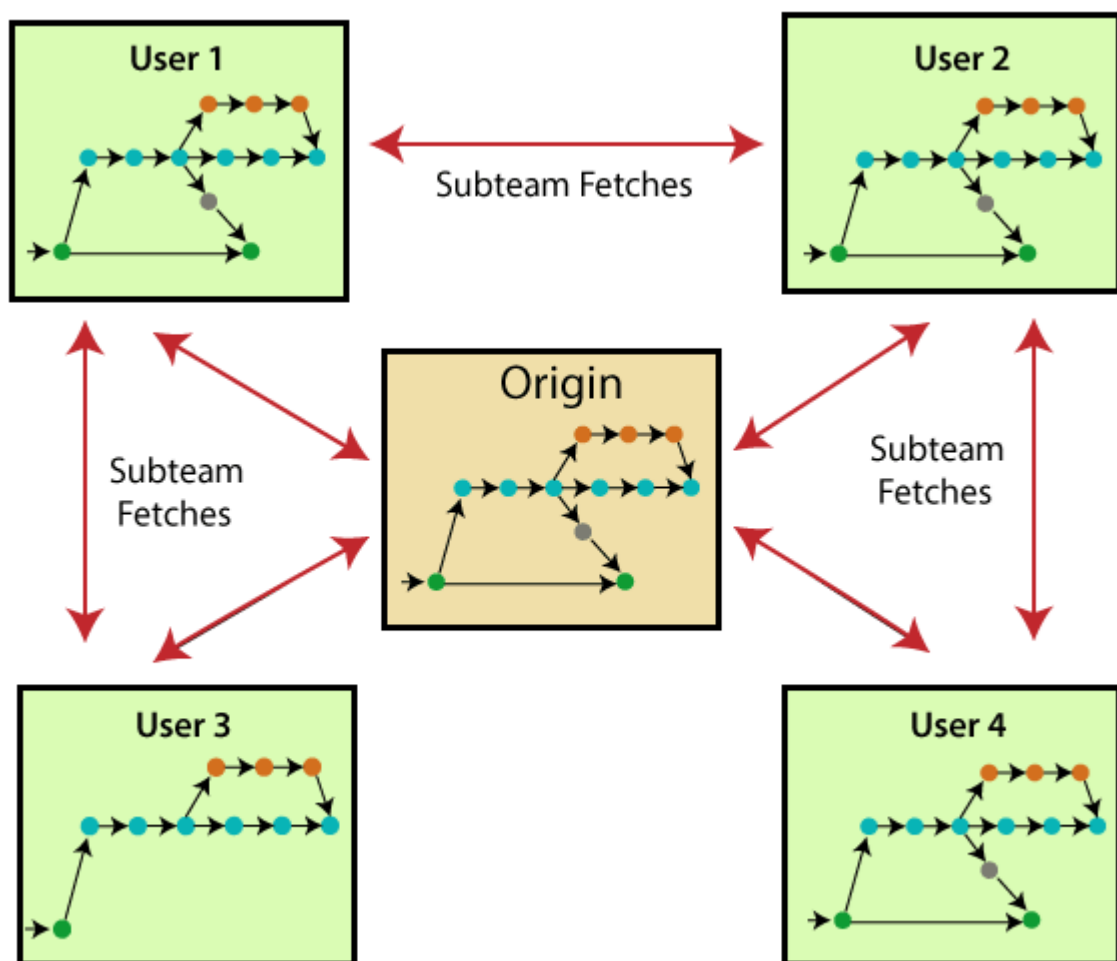 User 1
User 2
Subteam Fetches
Origin
Subteam
Fetches
Subteam
Fetches
User 3
User 4